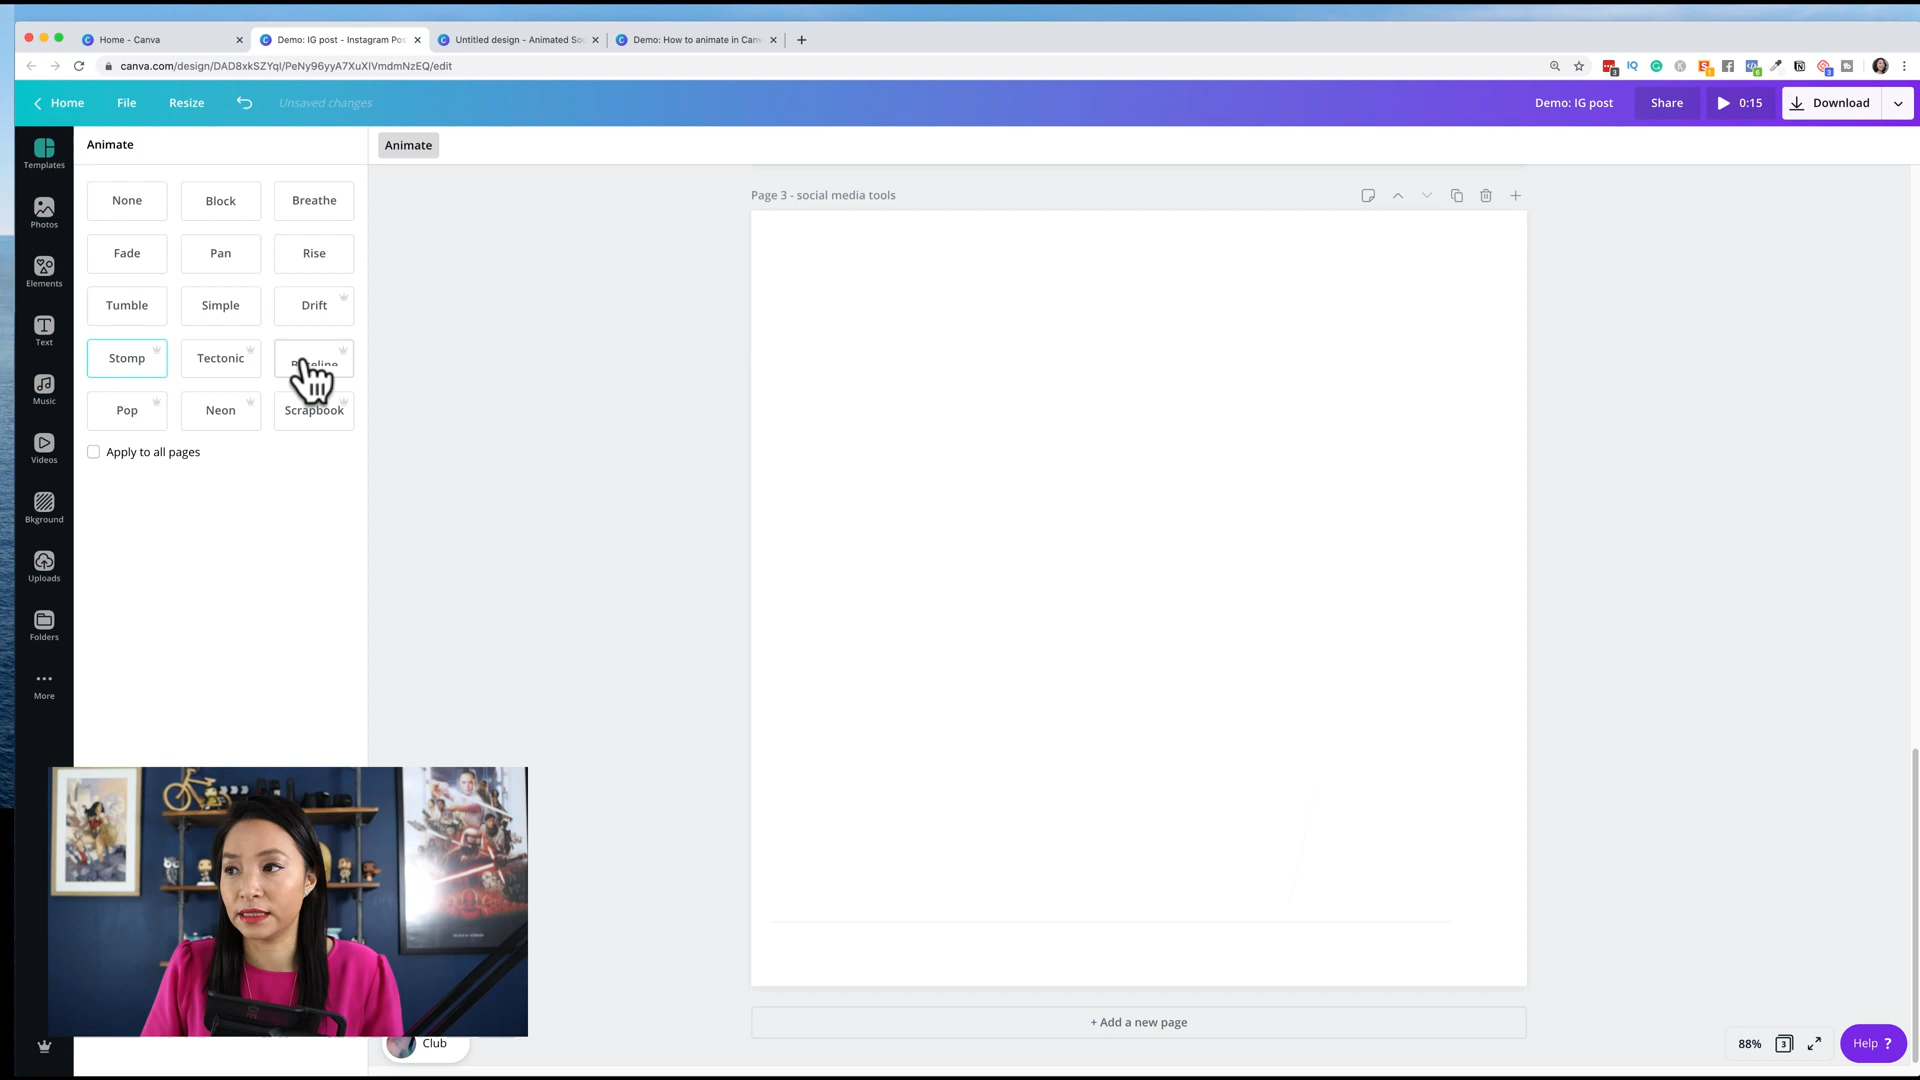 Home - Canva
Demo: IG post - Instagram Pos
Untitled design - Animated Soc
Demo: How to animate in Canv
canva.com/design/DAD8xkSZYqI/PeNy96yyA7XuXIVmdmNzEQ/edit
Home
File
Resize
Unsaved changes
Demo: IG post
Share
0:15
Download
Templates
Photos
Elements
Text
Music
Videos
Bkground
Uploads
Folders
More
Animate
None
Block
Breathe
Fade
Pan
Rise
Tumble
Simple
Drift
Stomp
Tectonic
Pop
Neon
Scrapbook
Apply to all pages
Animate
Page 3 - social media tools
+ Add a new page
Club
88%
3
Help ?